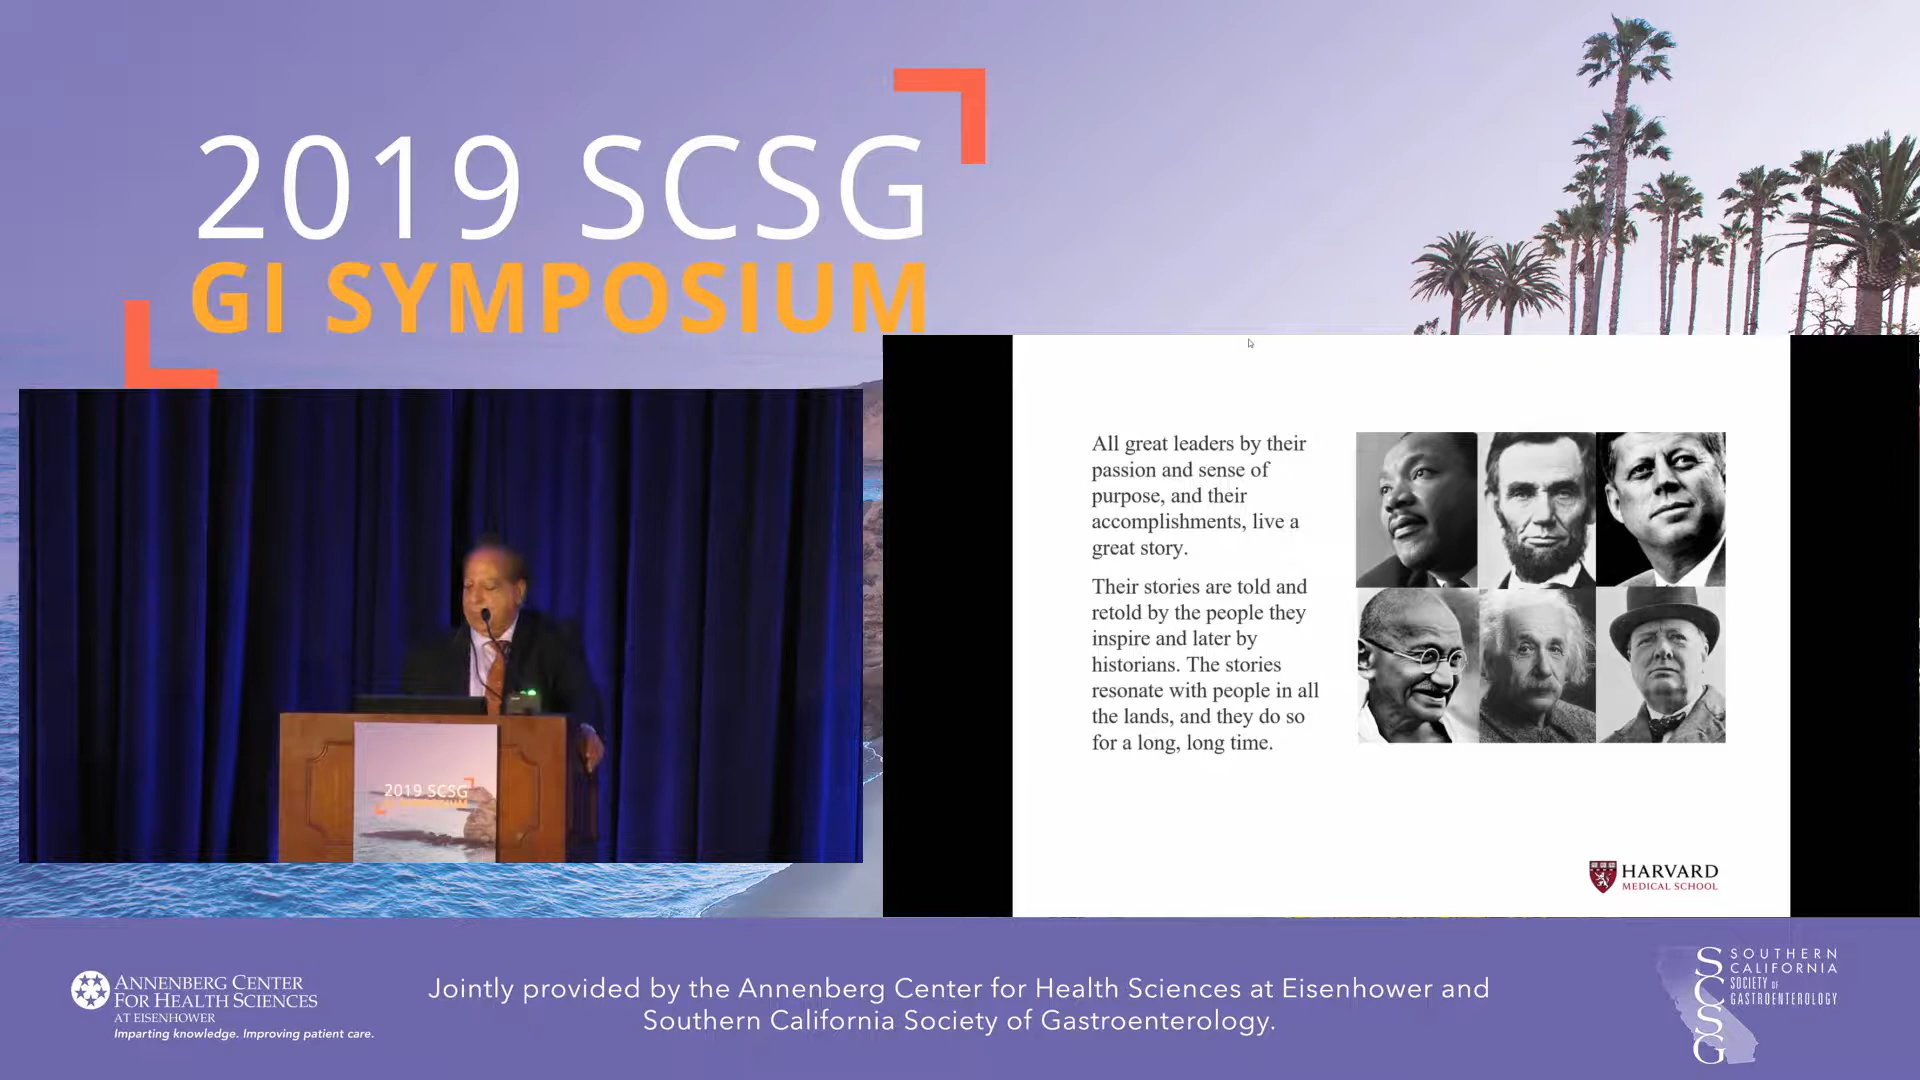 2019 SCSG
GI SYMPOSIUM
All great leaders by their
passion and sense of
purpose, and their
accomplishments, live a
great story.
Their stories are told and
retold by the people they
inspire and later by
historians. The stories
resonate with people in all
the lands, and they do so
for a long, long time.
HARVARD
MEDICAL SCHOOL
2019 SCSG
GI SYMPOSIUM
ANNENBERG CENTER
FOR HEALTH SCIENCES
AT EISENHOWER
Imparting knowledge. Improving patient care.
Jointly provided by the Annenberg Center for Health Sciences at Eisenhower and
Southern California Society of Gastroenterology.
SCSG
SOUTHERN
CALIFORNIA
SOCIETY OF
GASTROENTEROLOGY